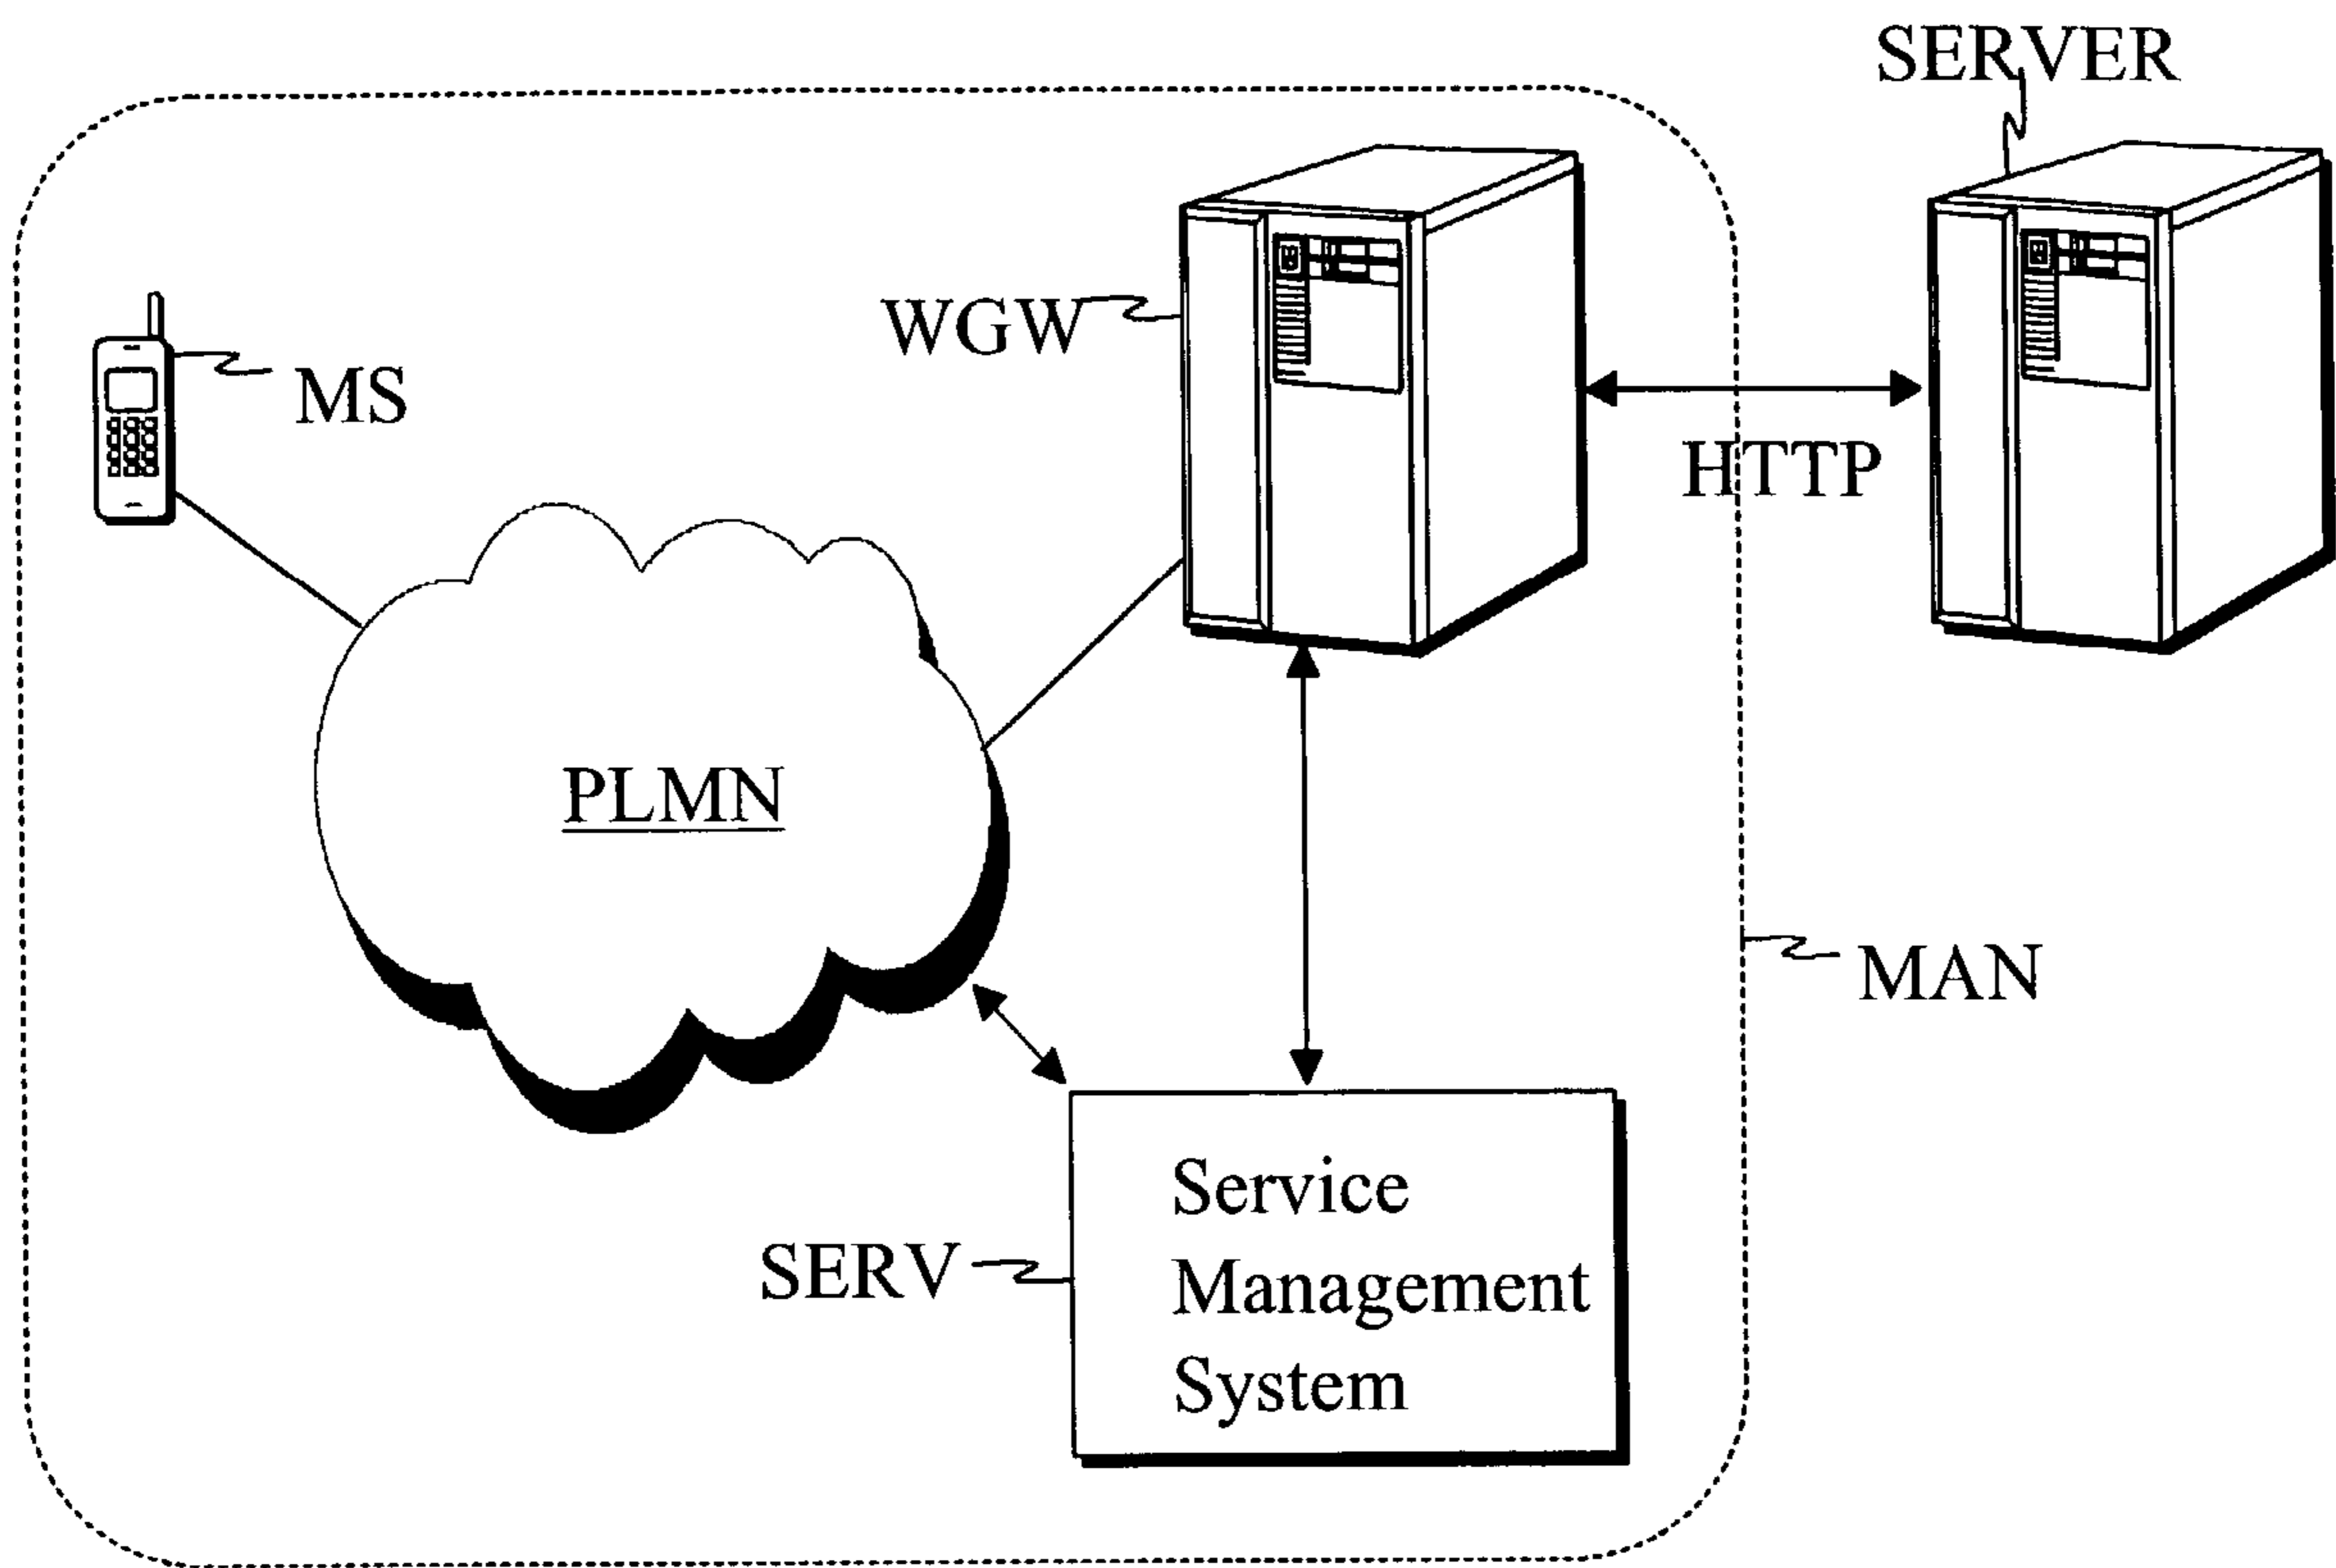 SERVER
WGW
MS
HTTP
PLMN
MAN
Service
Management
System
SERV